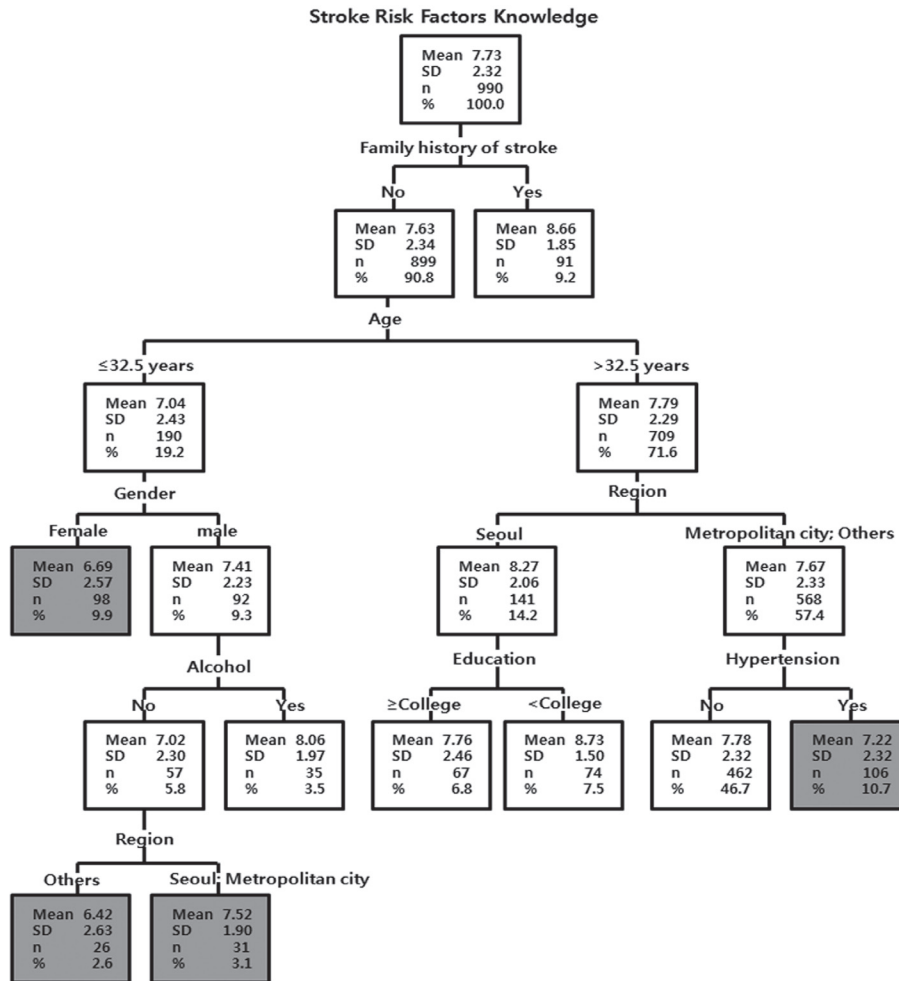 Stroke Risk Factors Knowledge
Mean 7.73
SD 2.32
n 990
% 100.0
Family history of stroke
No
Yes
Mean 7.63
SD 2.34
n 899
% 90.8
Mean 8.66
SD 1.85
n 91
% 9.2
Age
≤32.5 years
>32.5 years
Mean 7.04
SD 2.43
n 190
% 19.2
Mean 7.79
SD 2.29
n 709
% 71.6
Gender
Region
Female
male
Seoul
Metropolitan city; Others
Mean 6.69
SD 2.57
n 98
% 9.9
Mean 7.41
SD 2.23
n 92
% 9.3
Mean 8.27
SD 2.06
n 141
% 14.2
Mean 7.67
SD 2.33
n 568
% 57.4
Alcohol
Education
Hypertension
No
Yes
≥College
<College
No
Yes
Mean 7.02
SD 2.30
n 57
% 5.8
Mean 8.06
SD 1.97
n 35
% 3.5
Mean 7.76
SD 2.46
n 67
% 6.8
Mean 8.73
SD 1.50
n 74
% 7.5
Mean 7.78
SD 2.32
n 462
% 46.7
Mean 7.22
SD 2.32
n 106
% 10.7
Region
Others
Seoul; Metropolitan city
Mean 6.42
SD 2.63
n 26
% 2.6
Mean 7.52
SD 1.90
n 31
% 3.1